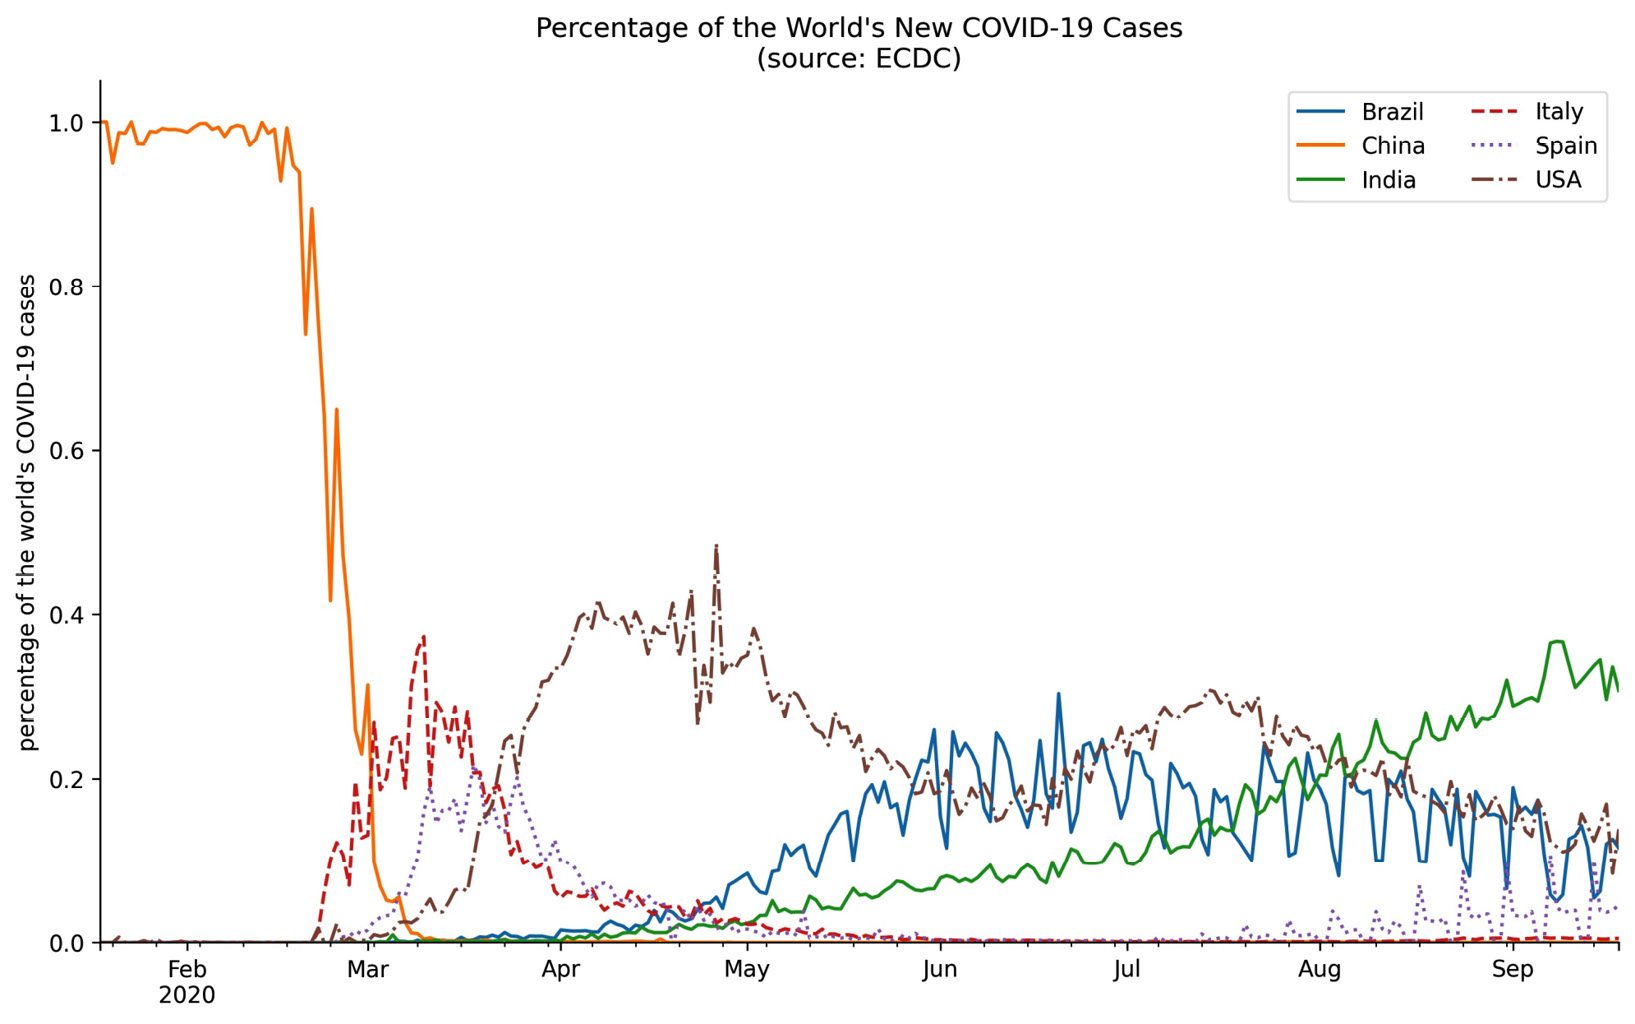 Percentage of the World's New COVID-19 Cases
(source: ECDC)
percentage of the world's COVID-19 cases
1.0
0.8
0.6
0.4
0.2
0.0
Brazil
China
India
Italy
Spain
USA
Feb
2020
Mar
Apr
May
Jun
Jul
Aug
Sep